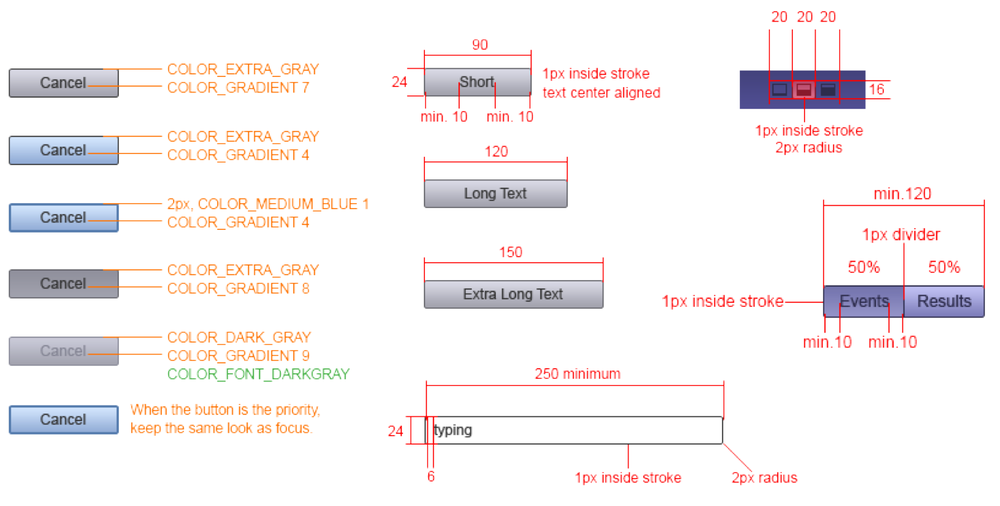 Cancel
COLOR_EXTRA_GRAY
COLOR_GRADIENT 7
Cancel
COLOR_EXTRA_GRAY
COLOR_GRADIENT 4
Cancel
2px, COLOR_MEDIUM_BLUE 1
COLOR_GRADIENT 4
Cancel
COLOR_EXTRA_GRAY
COLOR_GRADIENT 8
Cancel
COLOR_DARK_GRAY
COLOR_GRADIENT 9
COLOR_FONT_DARKGRAY
Cancel
When the button is the priority,
keep the same look as focus.
90
24
Short
1px inside stroke
text center aligned
min. 10
min. 10
120
Long Text
150
Extra Long Text
250 minimum
24
typing
6
1px inside stroke
2px radius
20 20 20
16
1px inside stroke
2px radius
min.120
1px divider
50% 50%
1px inside stroke
Events
Results
min.10
min.10